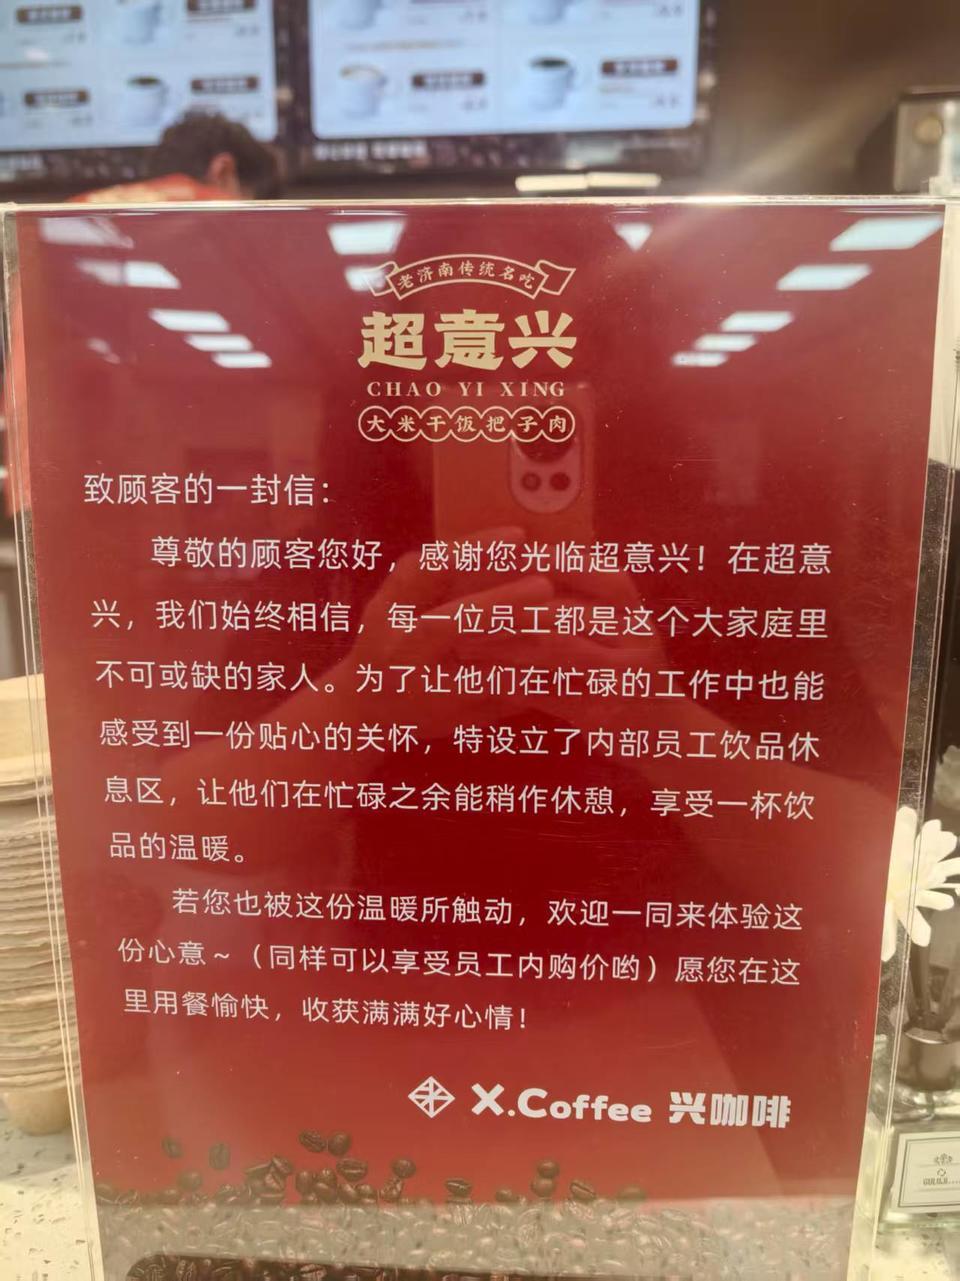 老济南传统名吃
超意兴
CHAO YI XING
大米干饭把子肉
致顾客的一封信：
尊敬的顾客您好，感谢您光临超意兴！在超意
兴，我们始终相信，每一位员工都是这个大家庭里
不可或缺的家人。为了让他们在忙碌的工作中也能
感受到一份贴心的关怀，特设立了内部员工饮品休
息区，让他们在忙碌之余能稍作休憩，享受一杯饮
品的温暖。
若您也被这份温暖所触动，欢迎一同来体验这
份心意～（同样可以享受员工内购价哟）愿您在这
里用餐愉快，收获满满好心情！
X.Coffee 兴咖啡